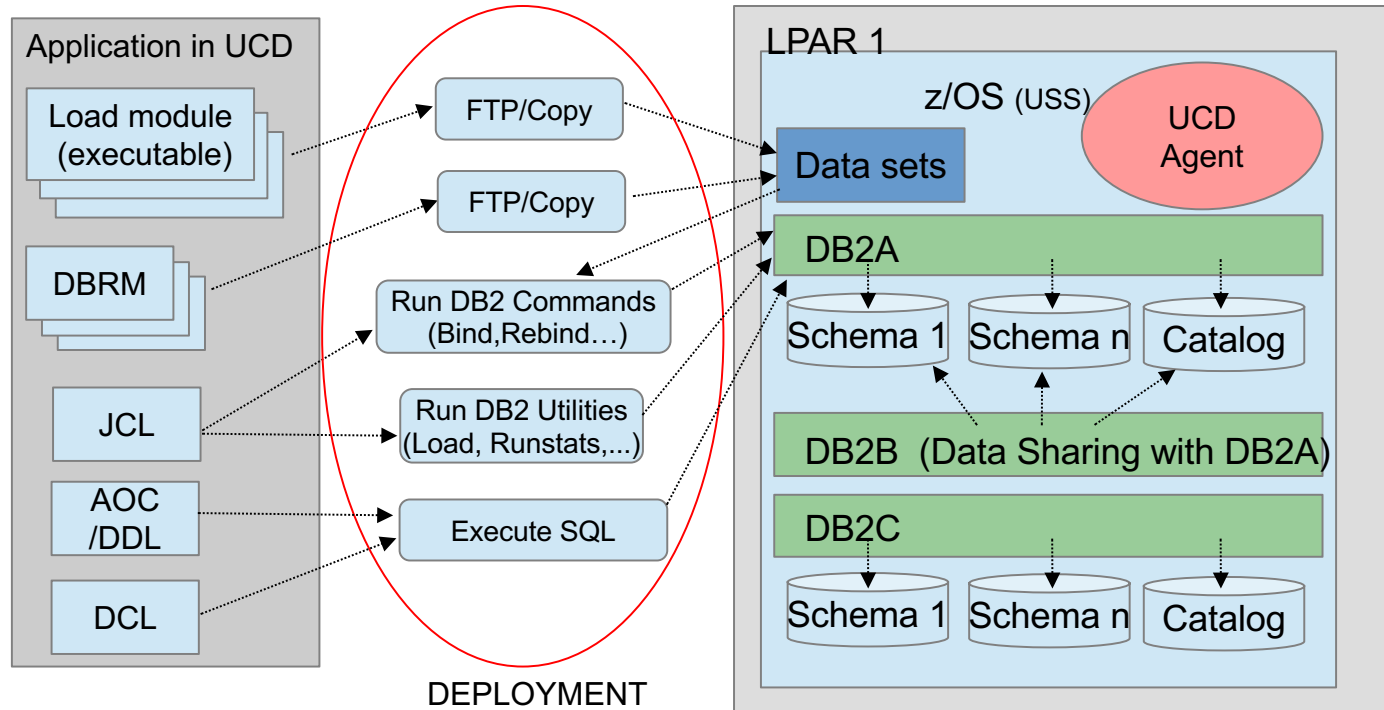 Application in UCD
Load module
(executable)
DBRM
JCL
AOC
/DDL
DCL
FTP/Copy
FTP/Copy
Run DB2 Commands
(Bind,Rebind…)
Run DB2 Utilities
(Load, Runstats,...)
Execute SQL
DEPLOYMENT
LPAR 1
z/OS (USS)
UCD
Agent
Data sets
DB2A
Schema 1
Schema n
Catalog
DB2B (Data Sharing with DB2A)
DB2C
Schema 1
Schema n
Catalog